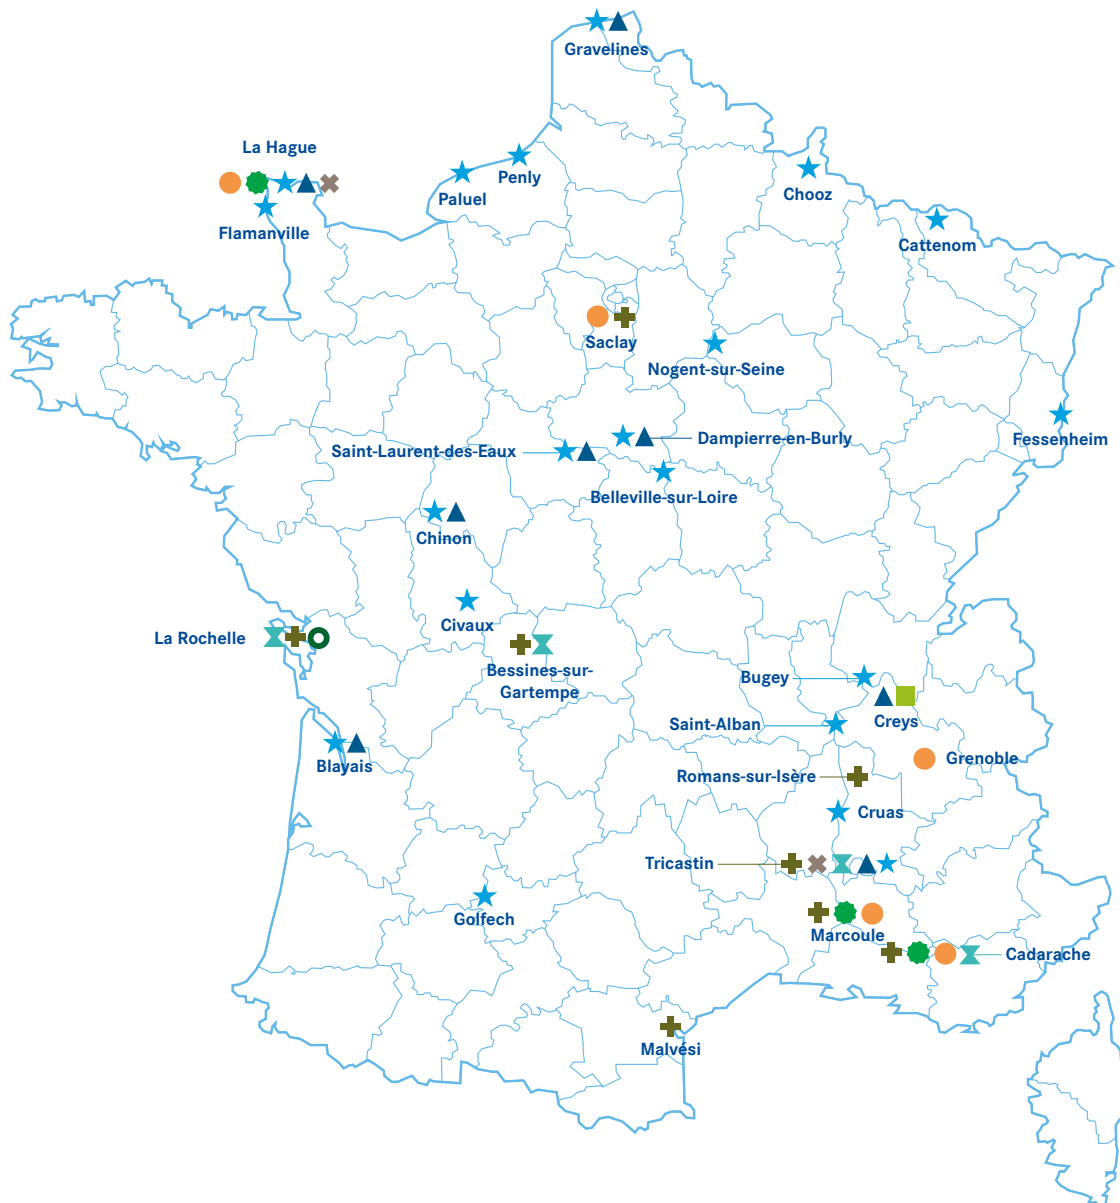 Gravelines
La Hague
Penly
Paluel
Chooz
Flamanville
Cattenom
Saclay
Nogent-sur-Seine
Fessenheim
Dampierre-en-Burly
Saint-Laurent-des-Eaux
Belleville-sur-Loire
Chinon
Civaux
La Rochelle
Bessines-sur-
Gartempe
Bugey
Creys
Saint-Alban
Grenoble
Blayais
Romans-sur-Isère
Cruas
Tricastin
Golfech
Marcoule
Cadarache
Malvési